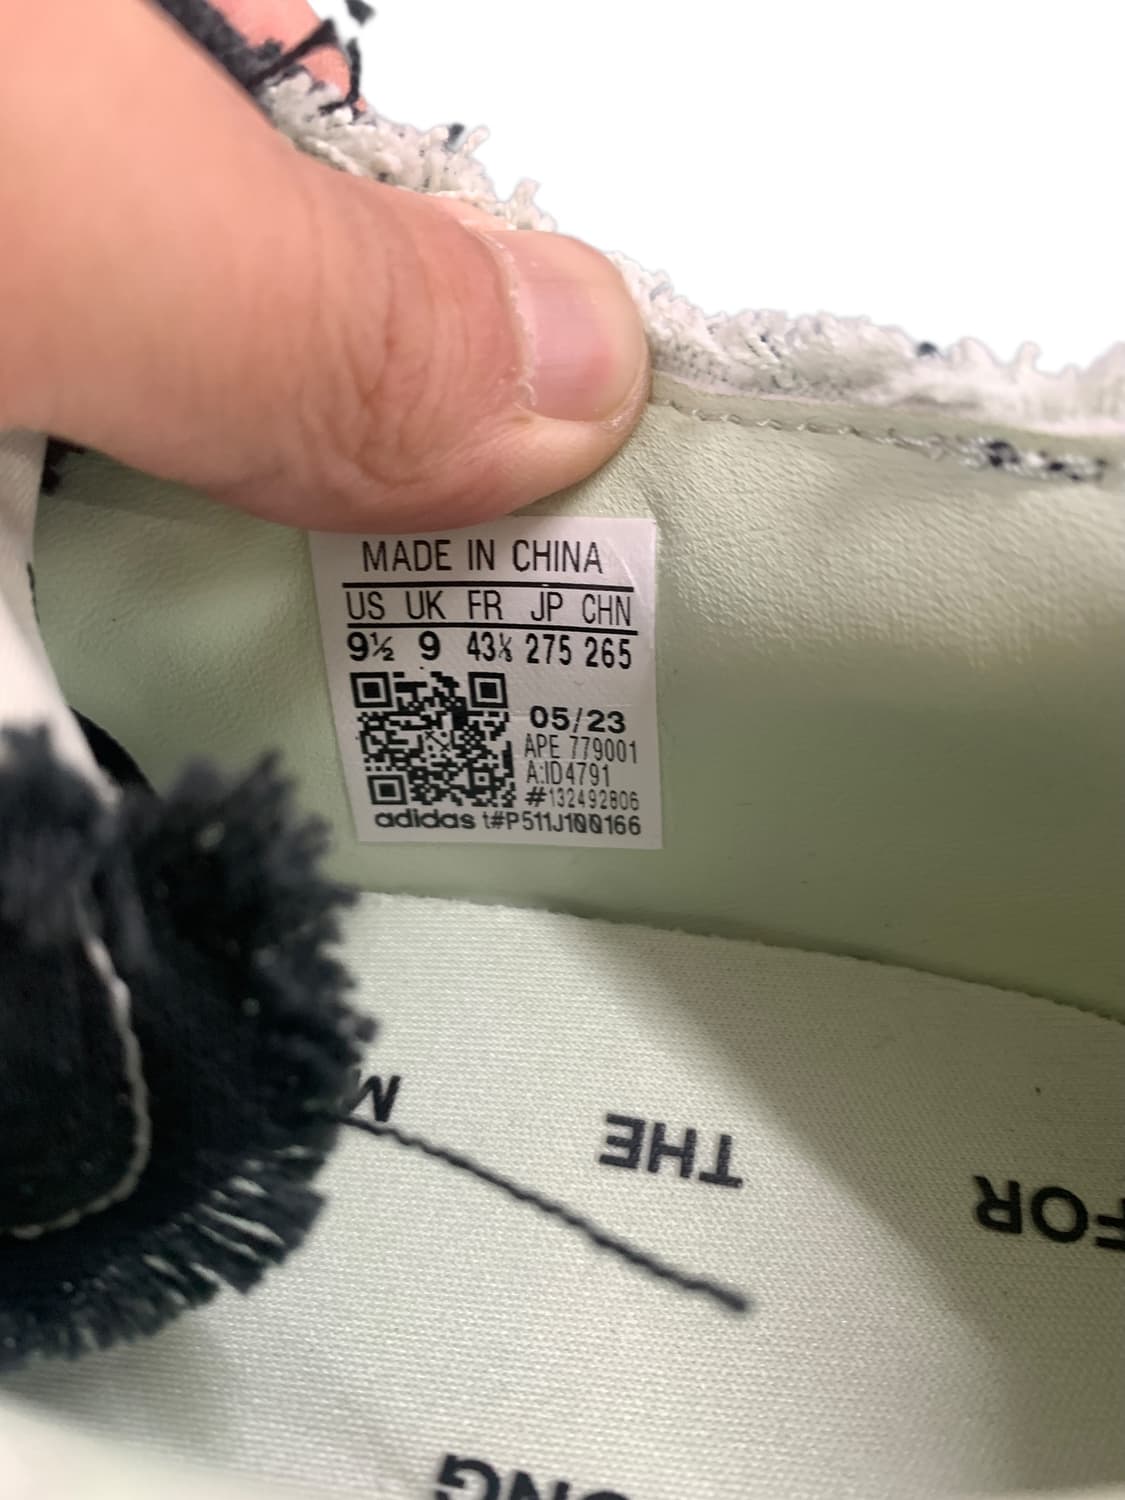 MADE IN CHINA
US UK FR JP CHN
9½ 9 43⅓ 275 265
05/23
APE 779001
A:ID4791
#132492806
adidas t#P511J100166
THE
FOR